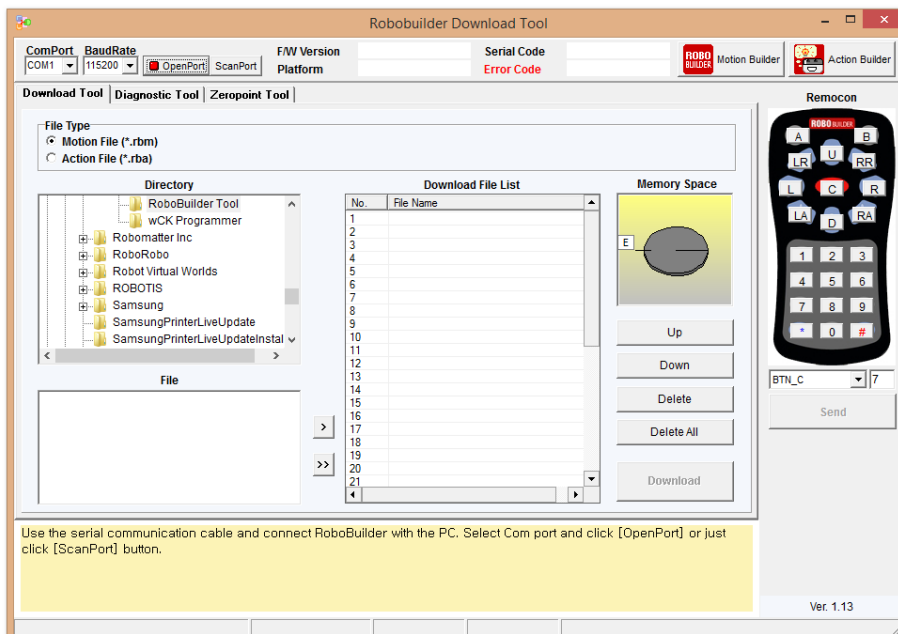 Robobuilder Download Tool
ComPort BaudRate F/W Version Serial Code
COM1 115200 OpenPort ScanPort Platform Error Code
ROBO BUILDER Motion Builder Action Builder
Download Tool Diagnostic Tool Zeropoint Tool
Remocon
File Type
Motion File (*.rbm)
Action File (*.rba)
Directory
RoboBuilder Tool
wCK Programmer
Robomatter Inc
RoboRobo
Robot Virtual Worlds
ROBOTIS
Samsung
SamsungPrinterLiveUpdate
SamsungPrinterLiveUpdateInstal
File
>
>>
Download File List
No. File Name
1
2
3
4
5
6
7
8
9
10
11
12
13
14
15
16
17
18
19
20
21
Memory Space
E
Up
Down
Delete
Delete All
Download
ROBO BUILDER
A B
LR U RR
L C R
LA D RA
1 2 3
4 5 6
7 8 9
* 0 #
BTN_C 7
Send
Use the serial communication cable and connect RoboBuilder with the PC. Select Com port and click [OpenPort] or just
click [ScanPort] button.
Ver. 1.13